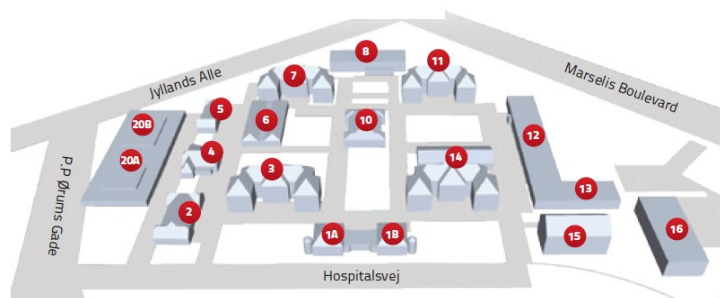 8
11
7
Jyllands Alle
Marselis Boulevard
5
6
10
20B
12
4
14
20A
3
13
P.P Ørums Gade
2
1A
1B
15
16
Hospitalsvej